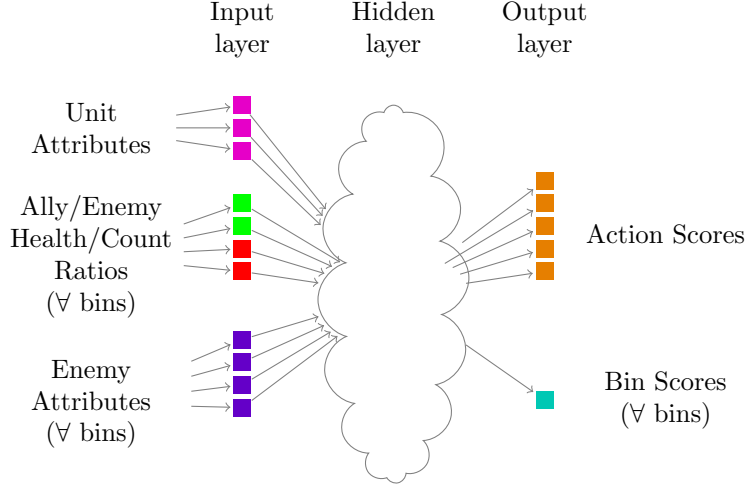 Input
layer
Hidden
layer
Output
layer
Unit
Attributes
Ally/Enemy
Health/Count
Ratios
(∀ bins)
Enemy
Attributes
(∀ bins)
Action Scores
Bin Scores
(∀ bins)